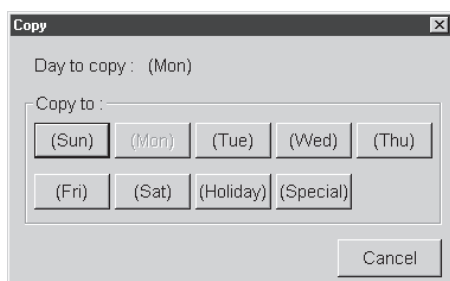 Copy
Day to copy : (Mon)
Copy to :
(Sun) (Mon) (Tue) (Wed) (Thu)
(Fri) (Sat) (Holiday) (Special)
Cancel